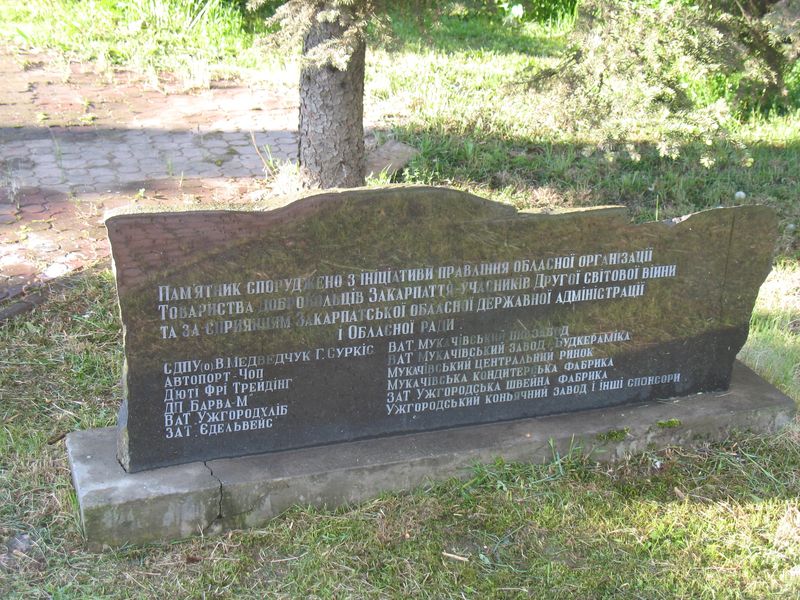 Пам'ятник споруджено з ініціативи правління обласної організації
Товариства добровольців Закарпаття-учасників Другої світової війни
та за сприянням Закарпатської обласної державної адміністрації
і Обласної ради
СДПУ(о) В.Медведчук Г.Суркіс
Автопорт-Чоп
Дюті Фрі Трейдінг
ДП Барва-М
ВАТ Ужгородхліб
ЗАТ Едельвейс
ВАТ Мукачівський завод
ВАТ Мукачівський завод Будкераміка
Мукачівський центральний ринок
Мукачівська кондитерська фабрика
ЗАТ Ужгородська швейна фабрика
Ужгородський коньячний завод і інші спонсори